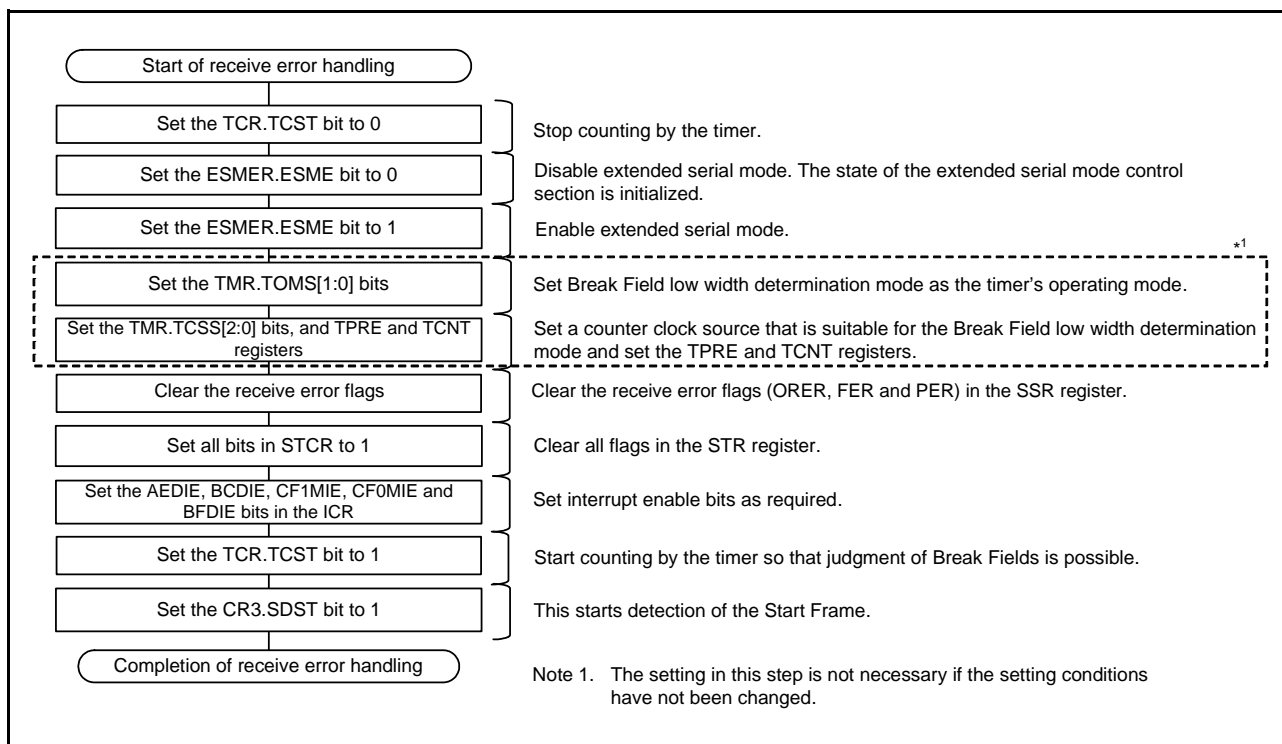 Start of receive error handling
Set the TCR.TCST bit to 0
Stop counting by the timer.
Set the ESMER.ESME bit to 0
Disable extended serial mode. The state of the extended serial mode control
section is initialized.
Set the ESMER.ESME bit to 1
Enable extended serial mode.
*1
Set the TMR.TOMS[1:0] bits
Set Break Field low width determination mode as the timer's operating mode.
Set the TMR.TCSS[2:0] bits, and TPRE and TCNT
registers
Set a counter clock source that is suitable for the Break Field low width determination
mode and set the TPRE and TCNT registers.
Clear the receive error flags
Clear the receive error flags (ORER, FER and PER) in the SSR register.
Set all bits in STCR to 1
Clear all flags in the STR register.
Set the AEDIE, BCDIE, CF1MIE, CF0MIE and
BFDIE bits in the ICR
Set interrupt enable bits as required.
Set the TCR.TCST bit to 1
Start counting by the timer so that judgment of Break Fields is possible.
Set the CR3.SDST bit to 1
This starts detection of the Start Frame.
Completion of receive error handling
Note 1. The setting in this step is not necessary if the setting conditions
have not been changed.